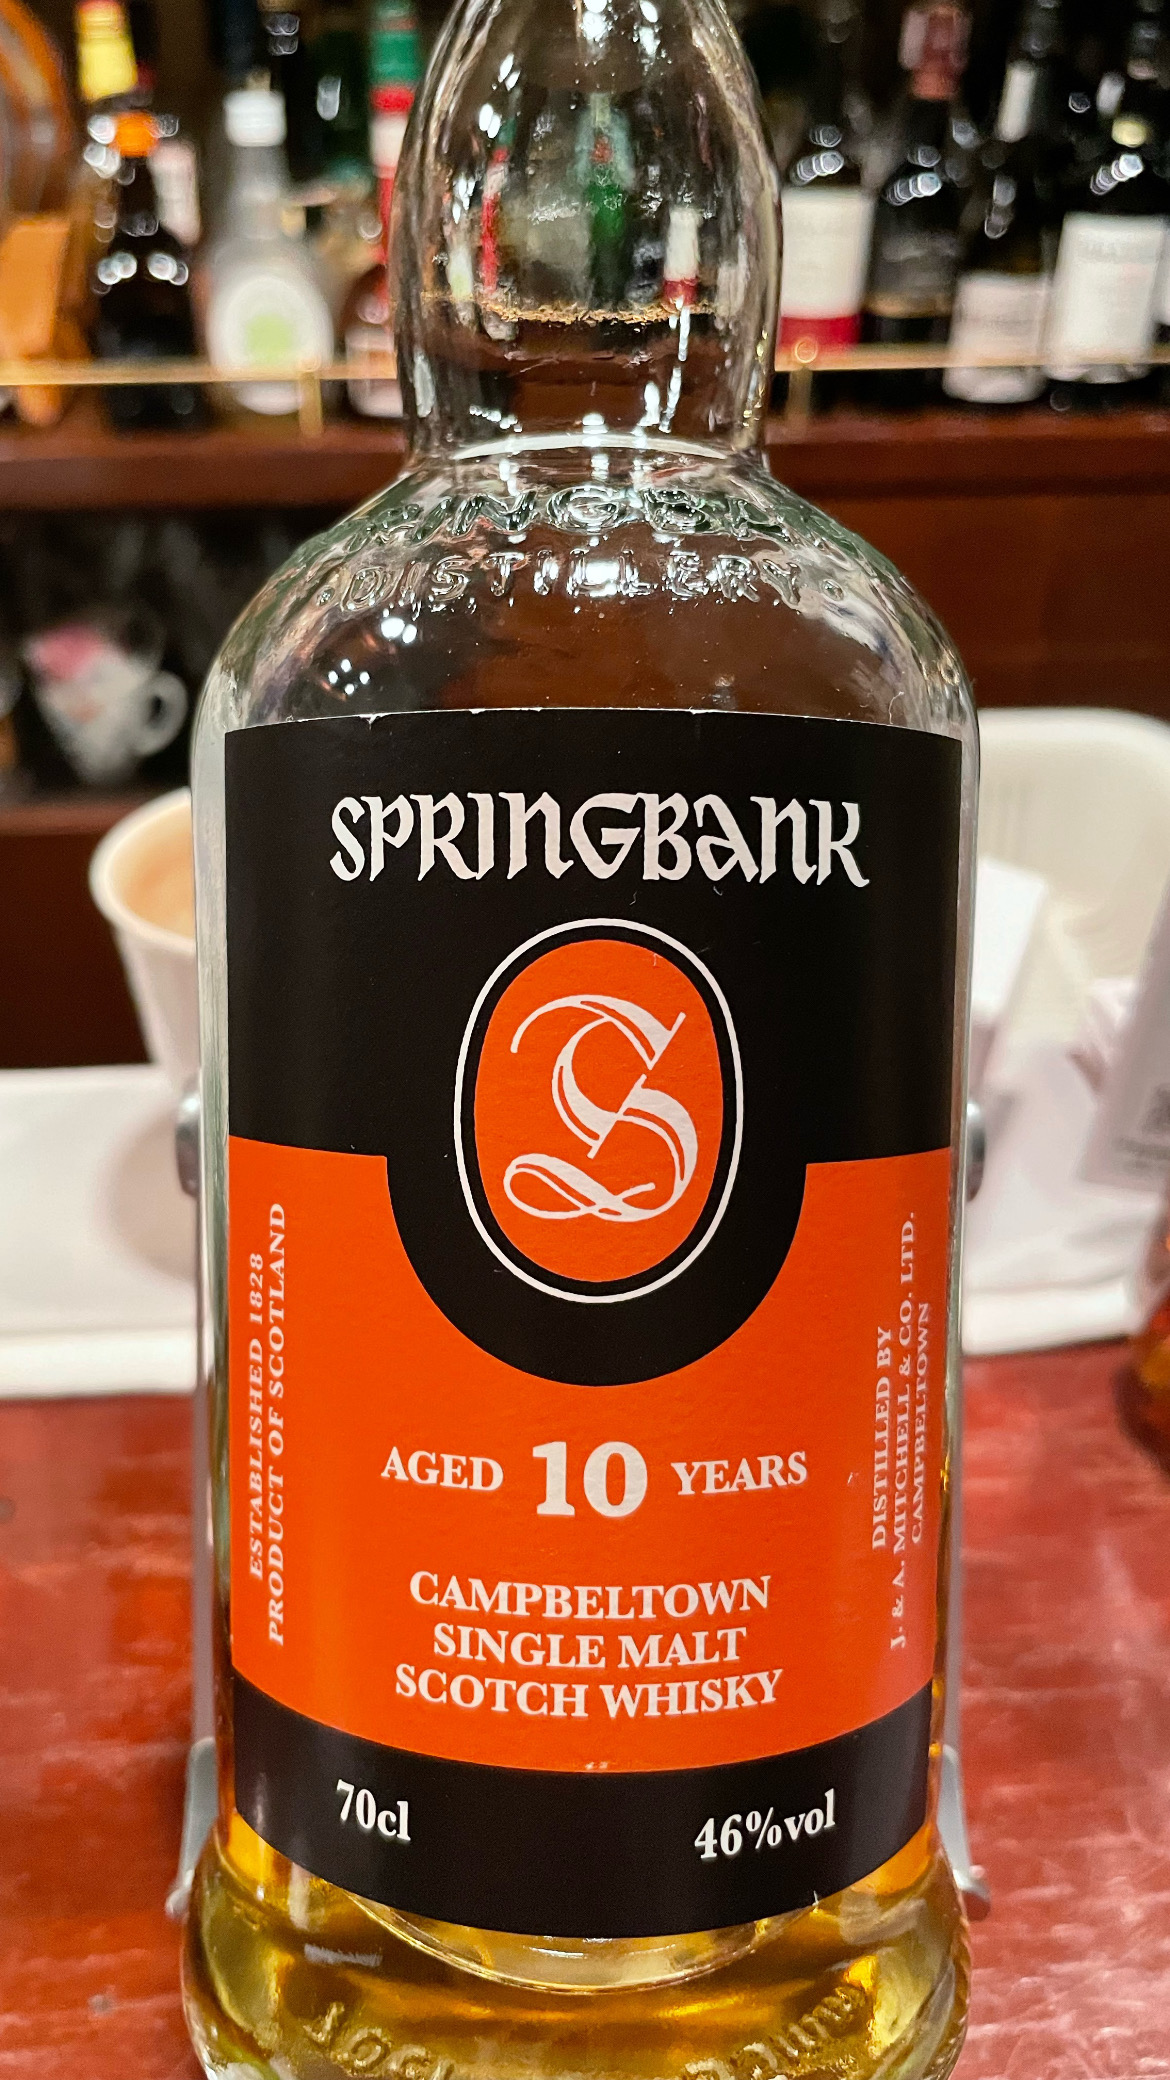 DISTILLERY
SPRINGBANK
S
AGED 10 YEARS
CAMPBELTOWN
SINGLE MALT
SCOTCH WHISKY
ESTABLISHED 1828
PRODUCT OF SCOTLAND
DISTILLED BY
J. & A. MITCHELL & CO. LTD.
CAMPBELTOWN
70cl
46%vol